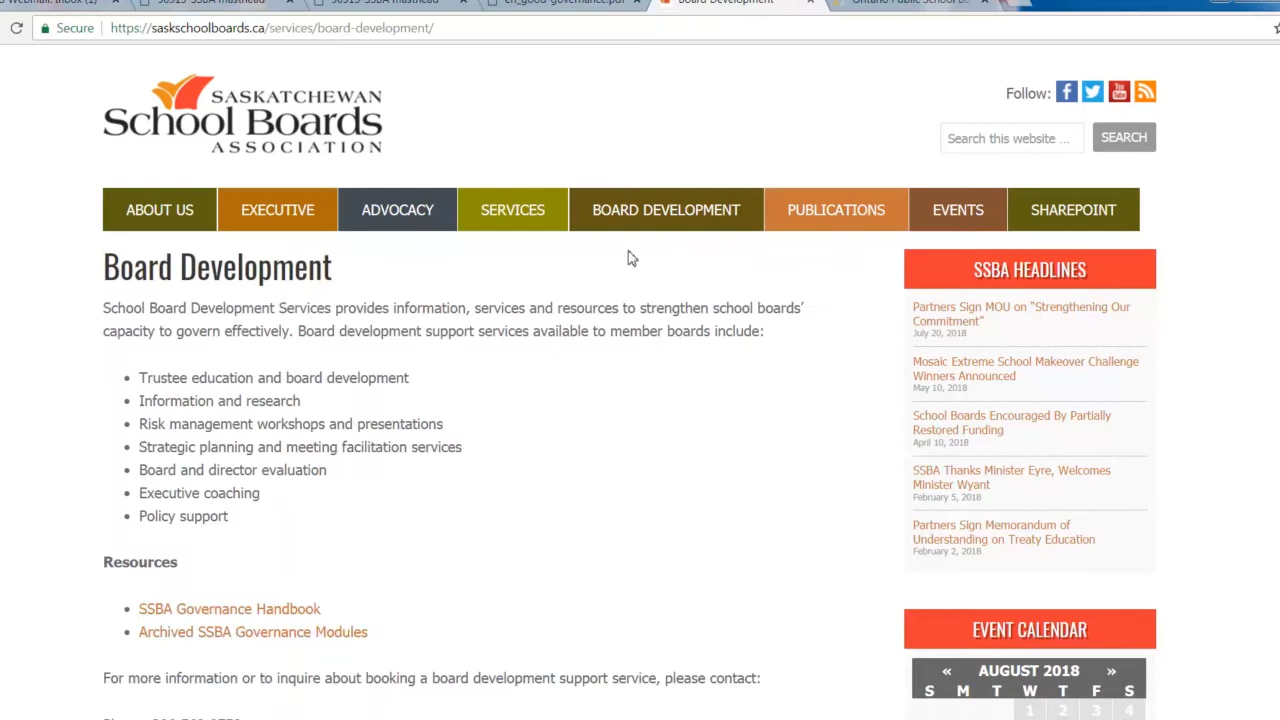 Board Development
Secure https://saskschoolboards.ca/services/board-development/
SASKATCHEWAN
School Boards
ASSOCIATION
Follow:
Search this website ...
SEARCH
ABOUT US EXECUTIVE ADVOCACY SERVICES BOARD DEVELOPMENT PUBLICATIONS EVENTS SHAREPOINT
Board Development
School Board Development Services provides information, services and resources to strengthen school boards’
capacity to govern effectively. Board development support services available to member boards include:
• Trustee education and board development
• Information and research
• Risk management workshops and presentations
• Strategic planning and meeting facilitation services
• Board and director evaluation
• Executive coaching
• Policy support
Resources
• SSBA Governance Handbook
• Archived SSBA Governance Modules
For more information or to inquire about booking a board development support service, please contact:
SSBA HEADLINES
Partners Sign MOU on “Strengthening Our
Commitment”
July 20, 2018
Mosaic Extreme School Makeover Challenge
Winners Announced
May 10, 2018
School Boards Encouraged By Partially
Restored Funding
April 10, 2018
SSBA Thanks Minister Eyre, Welcomes
Minister Wyant
February 5, 2018
Partners Sign Memorandum of
Understanding on Treaty Education
February 2, 2018
EVENT CALENDAR
« AUGUST 2018 »
S M T W T F S
1 2 3 4